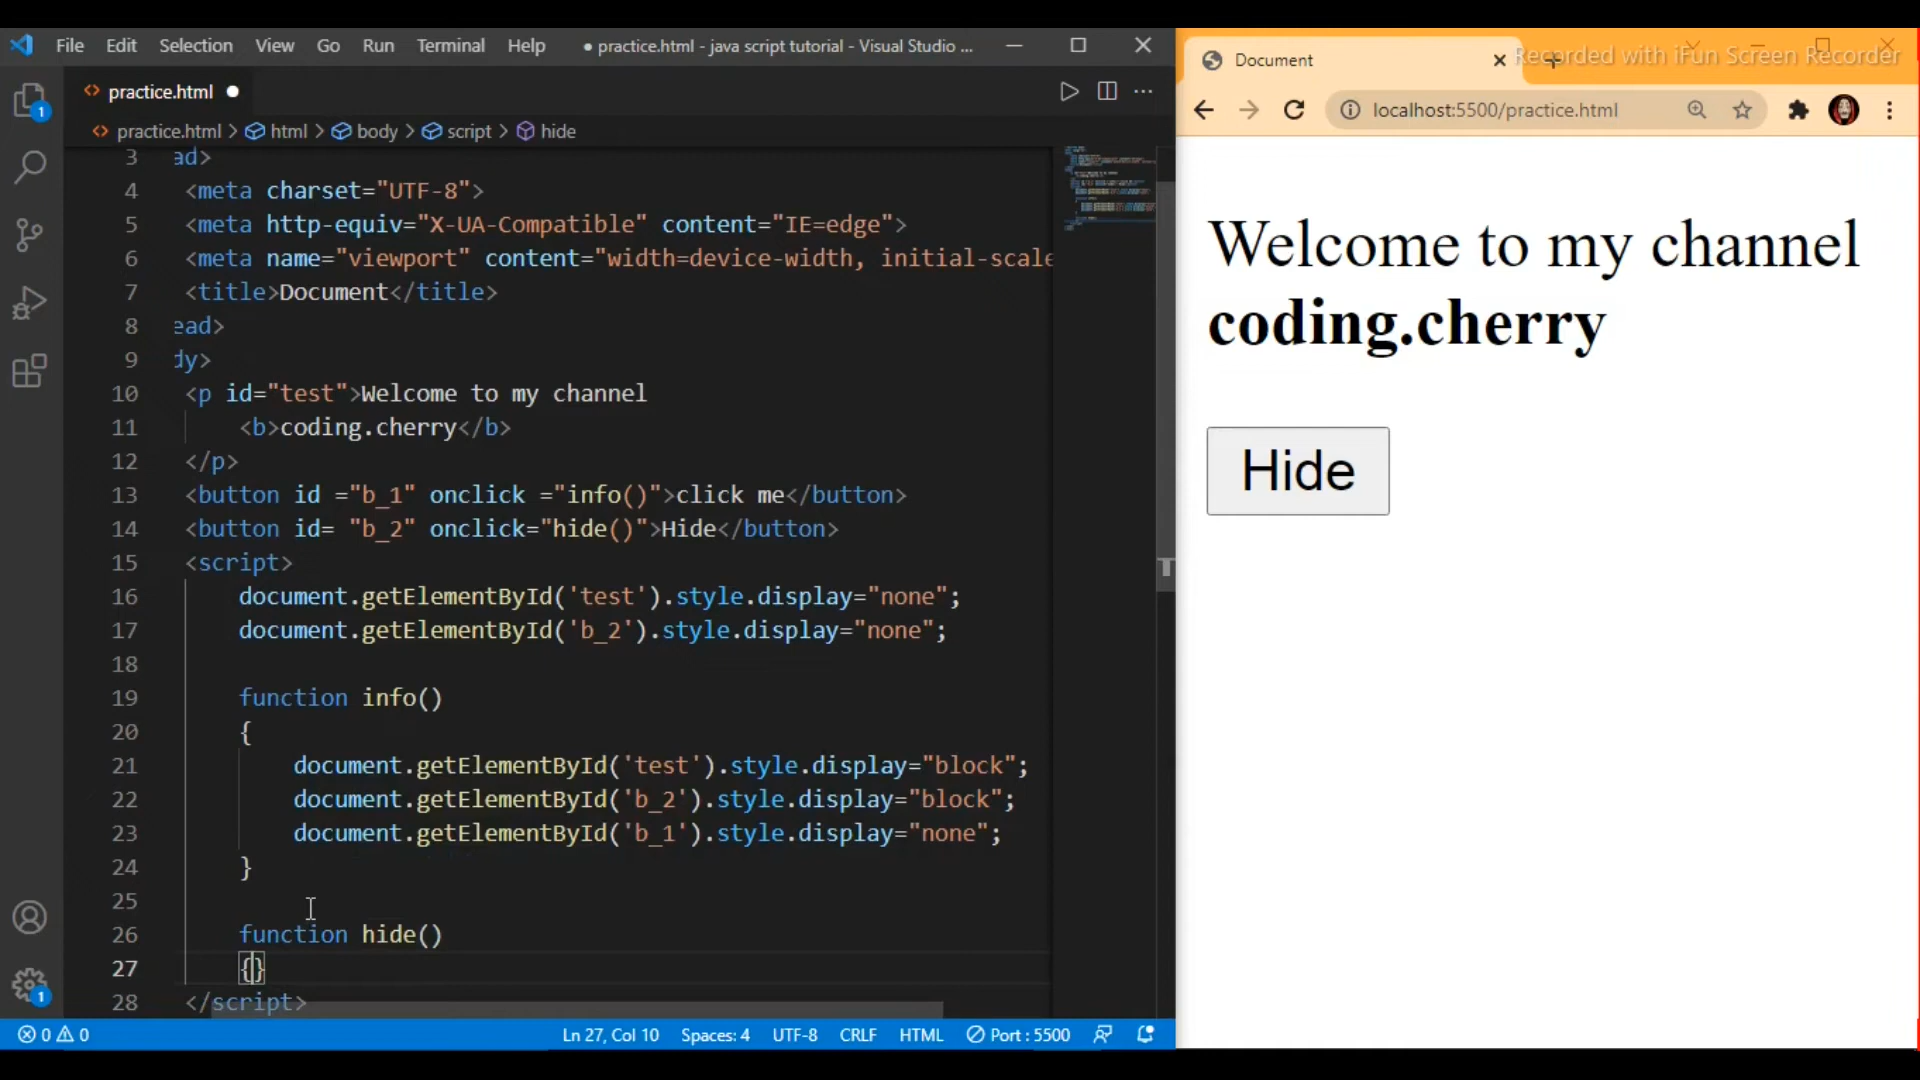 File Edit Selection View Go Run Terminal Help ● practice.html - java script tutorial - Visual Studio ...
practice.html
practice.html > html > body > script > hide
3 ad>
4 <meta charset="UTF-8">
5 <meta http-equiv="X-UA-Compatible" content="IE=edge">
6 <meta name="viewport" content="width=device-width, initial-scale
7 <title>Document</title>
8 ead>
9 dy>
10 <p id="test">Welcome to my channel
11 <b>coding.cherry</b>
12 </p>
13 <button id ="b_1" onclick ="info()">click me</button>
14 <button id= "b_2" onclick="hide()">Hide</button>
15 <script>
16 document.getElementById('test').style.display="none";
17 document.getElementById('b_2').style.display="none";
18
19 function info()
20 {
21 document.getElementById('test').style.display="block";
22 document.getElementById('b_2').style.display="block";
23 document.getElementById('b_1').style.display="none";
24 }
25
26 function hide()
27 {}
28 </script>
1
1
0 0 Ln 27, Col 10 Spaces: 4 UTF-8 CRLF HTML Port : 5500
Document
Recorded with iFun Screen Recorder
localhost:5500/practice.html
Welcome to my channel
coding.cherry
Hide